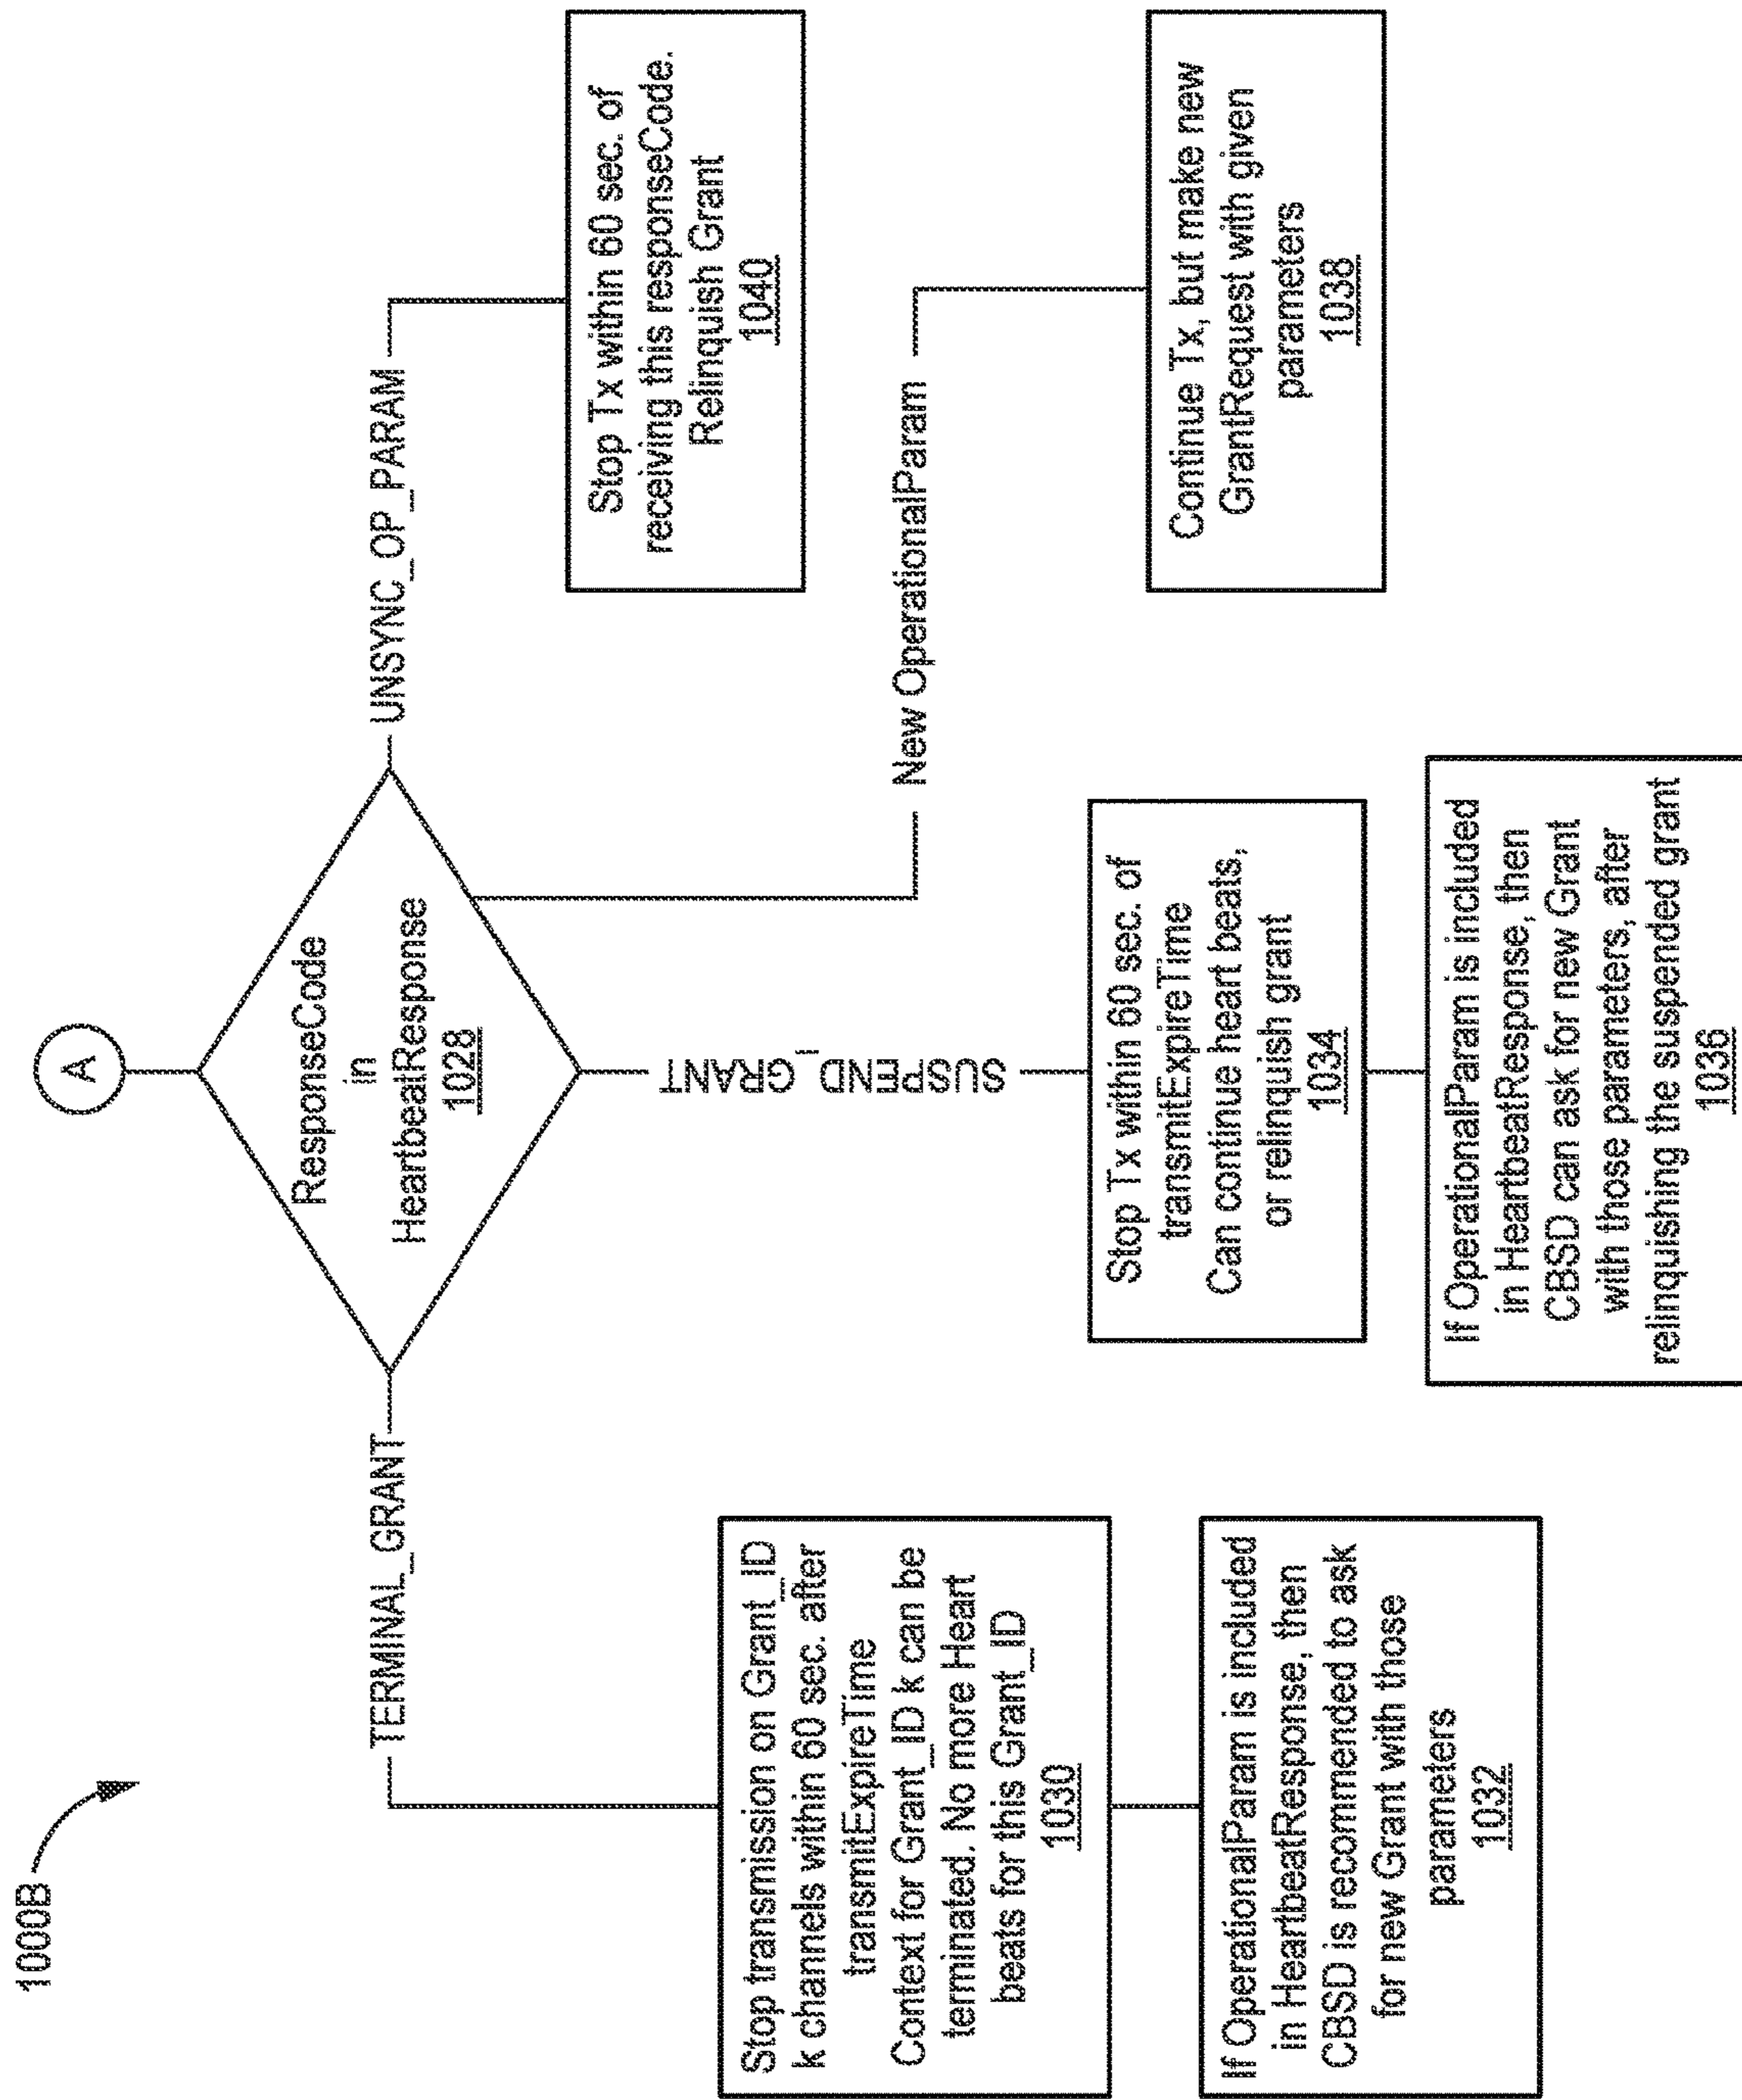 1000B
A
ResponseCode
in
HeartbeatResponse
1028
TERMINAL_GRANT
SUSPEND_GRANT
New OperationalParam
UNSYNC_OP_PARAM
Stop transmission on Grant_ID
k channels within 60 sec. after
transmitExpireTime
Context for Grant_ID k can be
terminated. No more Heart
beats for this Grant_ID
1030
If OperationalParam is included
in HeartbeatResponse, then
CBSD is recommended to ask
for new Grant with those
parameters
1032
Stop Tx within 60 sec. of
transmitExpireTime
Can continue heart beats,
or relinquish grant
1034
If OperationalParam is included
in HeartbeatResponse, then
CBSD can ask for new Grant
with those parameters, after
relinquishing the suspended grant
1036
Continue Tx, but make new
GrantRequest with given
parameters
1038
Stop Tx within 60 sec. of
receiving this responseCode.
Relinquish Grant
1040